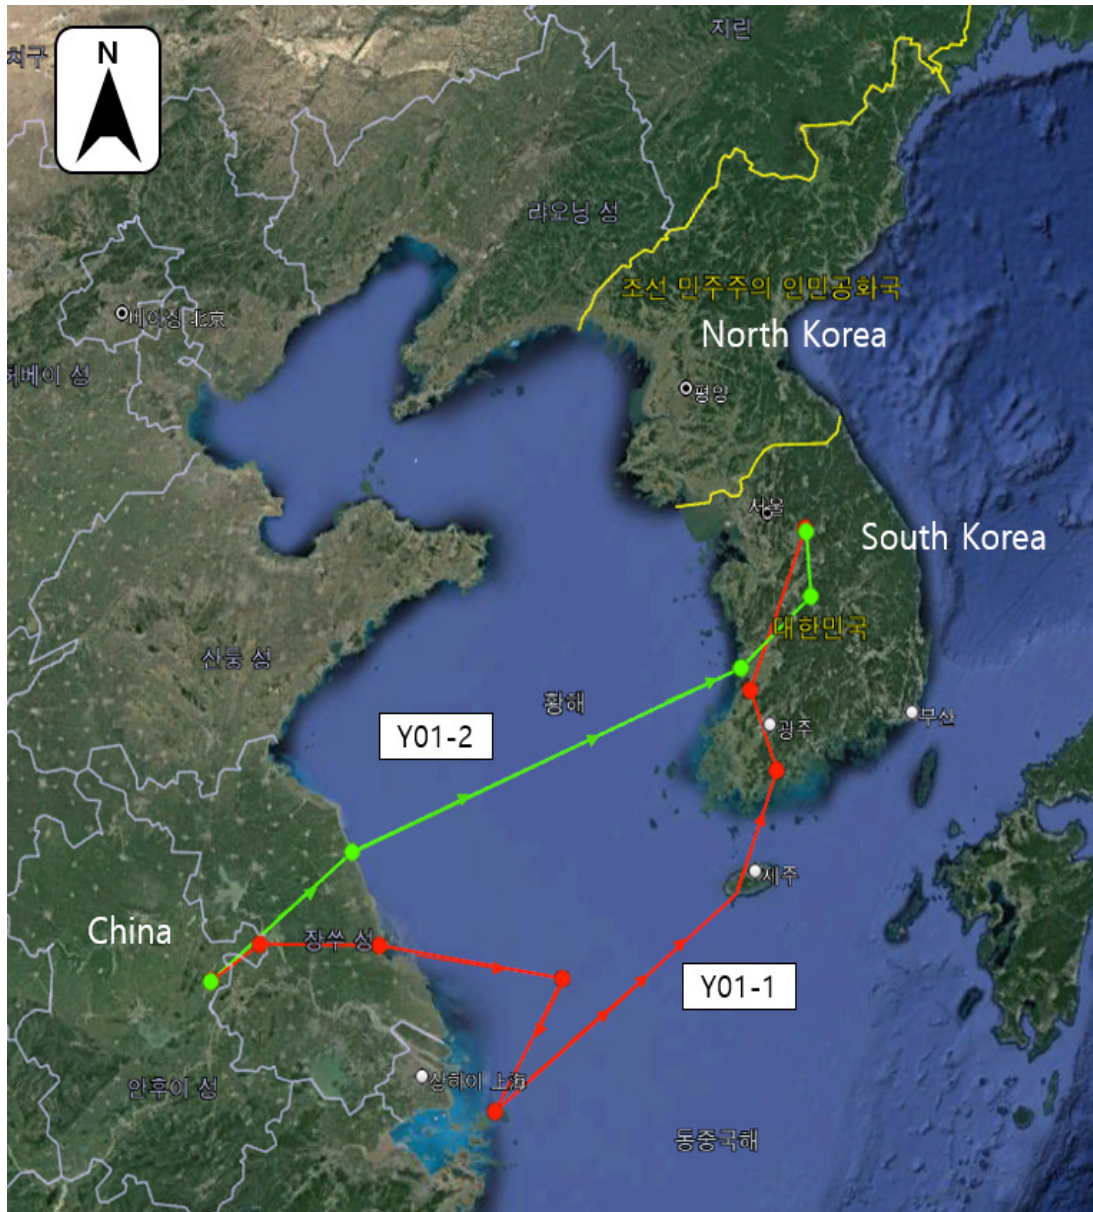 지린
치구
N
라오닝 성
조선 민주주의 인민공화국
North Korea
베이징 北京
허베이 성
평양
서울
South Korea
대한민국
산둥 성
황해
부산
광주
Y01-2
제주
China
장쑤 성
Y01-1
상하이 上海
안후이 성
동중국해